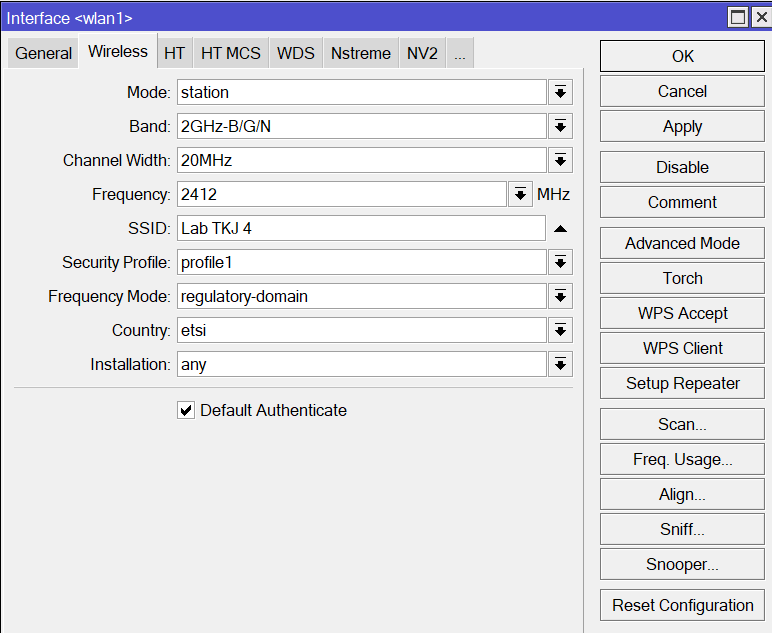 Interface <wlan1>
General Wireless HT HT MCS WDS Nstreme NV2 ...
Mode: station
Band: 2GHz-B/G/N
Channel Width: 20MHz
Frequency: 2412 MHz
SSID: Lab TKJ 4
Security Profile: profile1
Frequency Mode: regulatory-domain
Country: etsi
Installation: any
Default Authenticate
OK
Cancel
Apply
Disable
Comment
Advanced Mode
Torch
WPS Accept
WPS Client
Setup Repeater
Scan...
Freq. Usage...
Align...
Sniff...
Snooper...
Reset Configuration